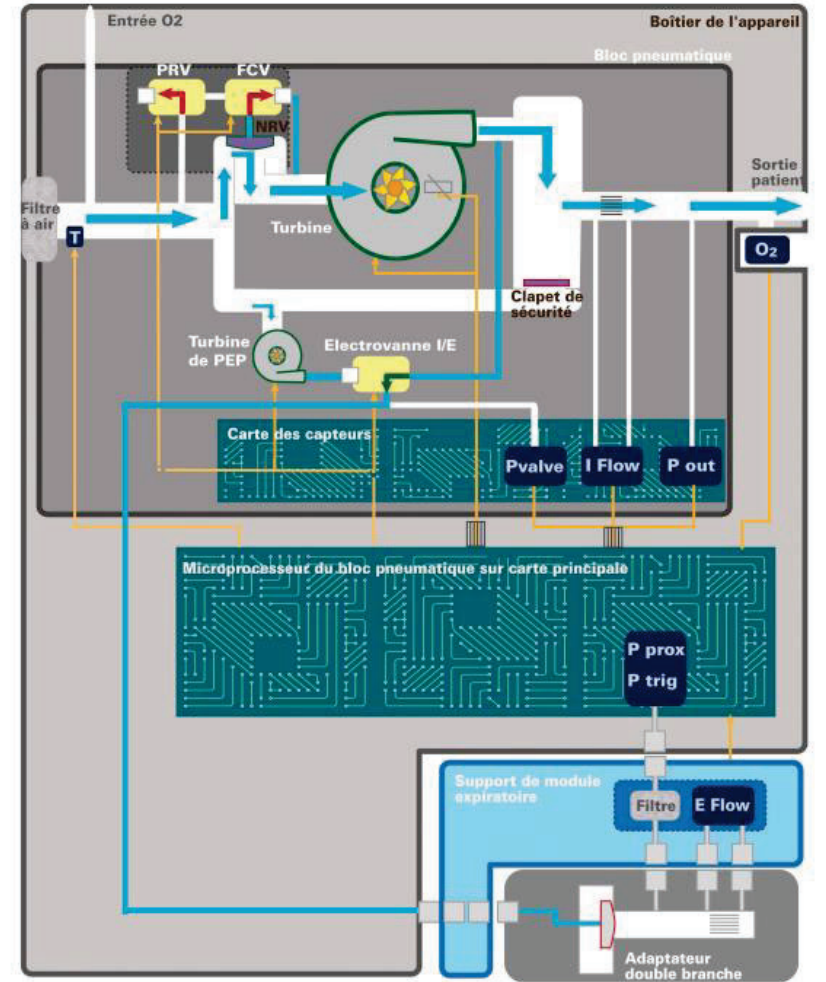 Entrée O2
Boîtier de l'appareil
Bloc pneumatique
PRV
FCV
NRV
Sortie
patient
Filtre
à air
T
Turbine
O2
Clapet de
sécurité
Turbine
de PEP
Electrovanne I/E
Carte des capteurs
Pvalve
I Flow
P out
Microprocesseur du bloc pneumatique sur carte principale
P prox
P trig
Support de module
expiratoire
Filtre
E Flow
Adaptateur
double branche